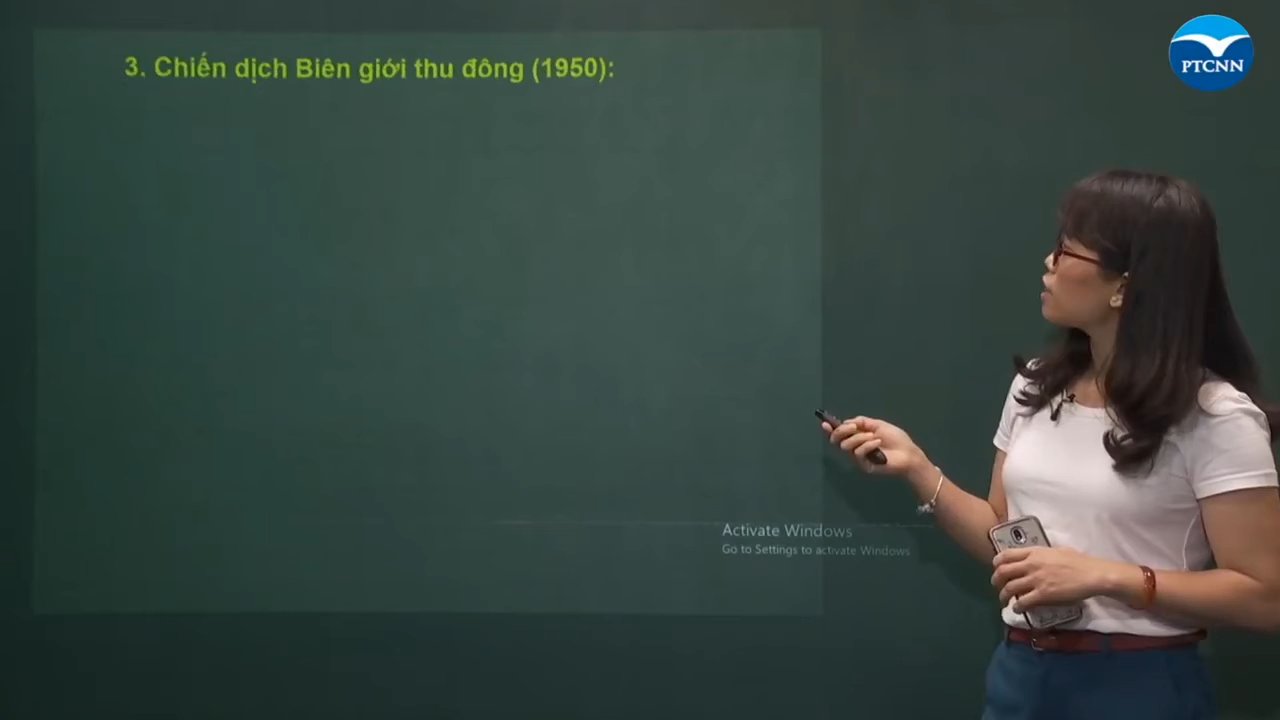 3. Chiến dịch Biên giới thu đông (1950):
PTCNN
Activate Windows
Go to Settings to activate Windows